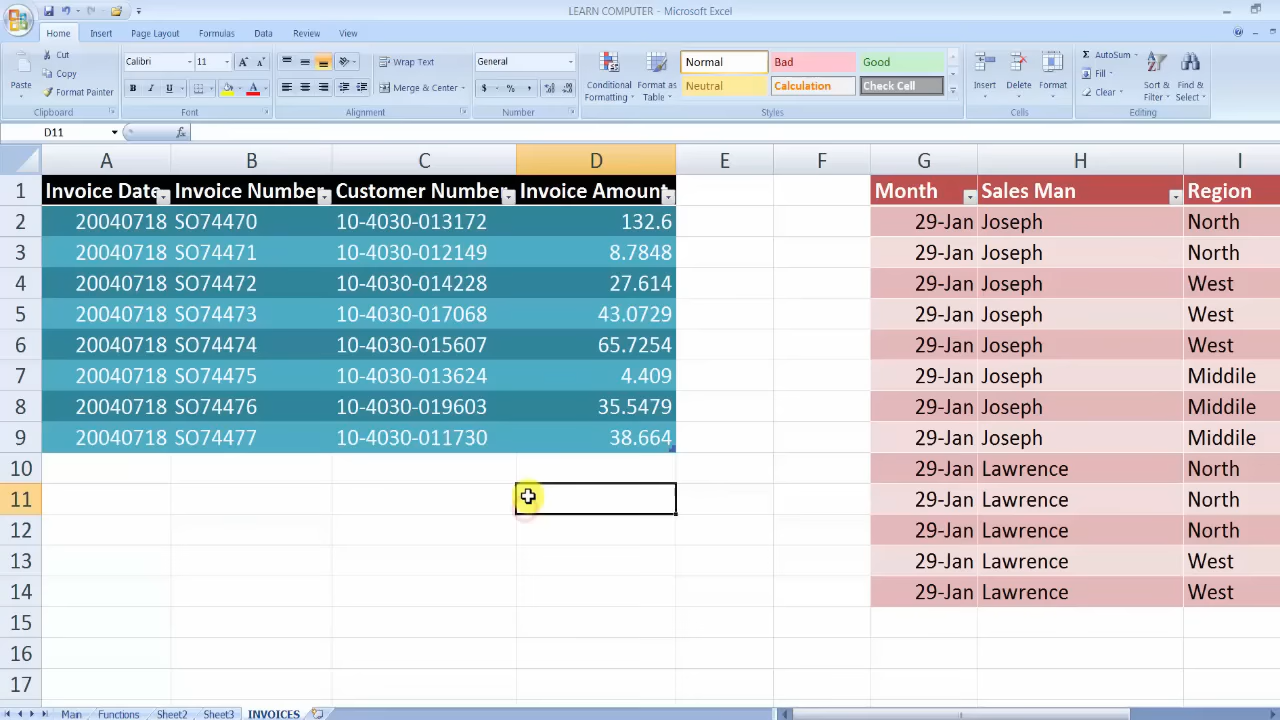 LEARN COMPUTER - Microsoft Excel
Home Insert Page Layout Formulas Data Review View
Paste
Cut
Copy
Format Painter
Clipboard
Calibri 11
A A
B I U A
Font
Wrap Text
Merge & Center
Alignment
General
$ % ,
Number
Conditional Formatting
Format as Table
Normal Bad Good
Neutral Calculation Check Cell
Styles
Insert Delete Format
Cells
Σ AutoSum
Fill
Clear
Sort & Filter
Find & Select
Editing
D11 fx
A B C D E F G H I
1 Invoice Date Invoice Number Customer Number Invoice Amount Month Sales Man Region
2 20040718 SO74470 10-4030-013172 132.6 29-Jan Joseph North
3 20040718 SO74471 10-4030-012149 8.7848 29-Jan Joseph North
4 20040718 SO74472 10-4030-014228 27.614 29-Jan Joseph West
5 20040718 SO74473 10-4030-017068 43.0729 29-Jan Joseph West
6 20040718 SO74474 10-4030-015607 65.7254 29-Jan Joseph West
7 20040718 SO74475 10-4030-013624 4.409 29-Jan Joseph Middile
8 20040718 SO74476 10-4030-019603 35.5479 29-Jan Joseph Middile
9 20040718 SO74477 10-4030-011730 38.664 29-Jan Joseph Middile
10 29-Jan Lawrence North
11 29-Jan Lawrence North
12 29-Jan Lawrence North
13 29-Jan Lawrence West
14 29-Jan Lawrence West
15
16
17
Main Functions Sheet2 Sheet3 INVOICES